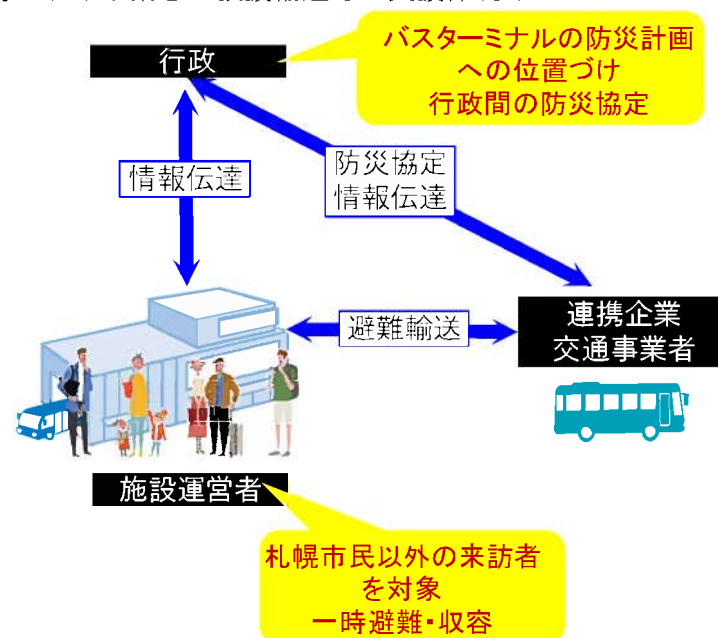 行政
バスターミナルの防災計画
への位置づけ
行政間の防災協定
情報伝達
防災協定
情報伝達
避難輸送
連携企業
交通事業者
施設運営者
札幌市民以外の来訪者
を対象
一時避難・収容